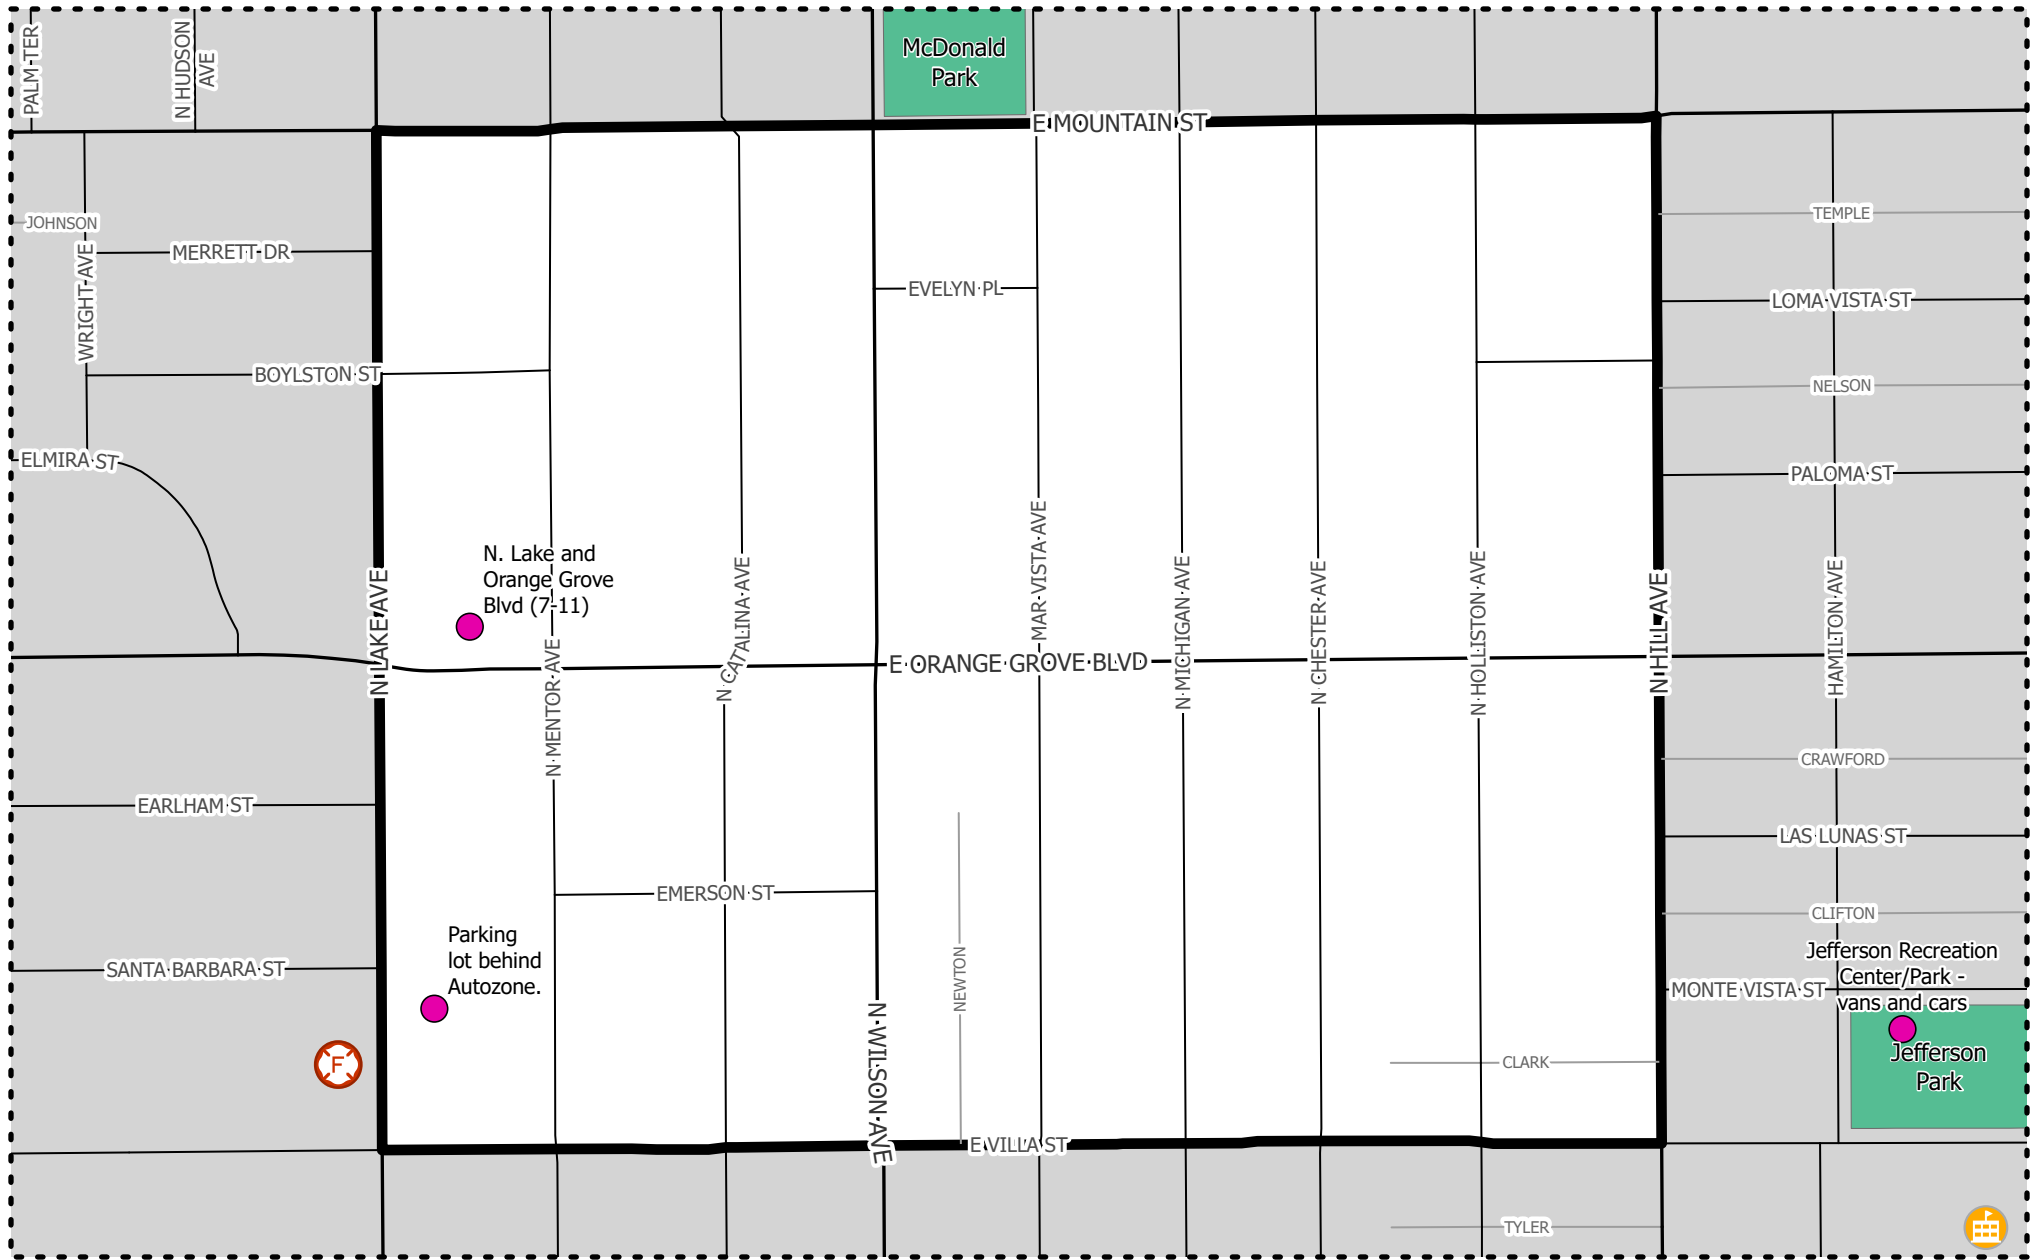 PALM TER
N HUDSON
AVE
McDonald
Park
E MOUNTAIN ST
JOHNSON
WRIGHT AVE
MERRETT DR
EVELYN PL
TEMPLE
LOMA VISTA ST
BOYLSTON ST
NELSON
ELMIRA ST
PALOMA ST
N. Lake and
Orange Grove
Blvd (7-11)
N LAKE AVE
N MENTOR AVE
N CATALINA AVE
MAR VISTA AVE
N MICHIGAN AVE
N CHESTER AVE
N HOLLISTON AVE
N HILL AVE
HAMILTON AVE
E ORANGE GROVE BLVD
CRAWFORD
EARLHAM ST
LAS LUNAS ST
EMERSON ST
CLIFTON
Parking
lot behind
Autozone.
SANTA BARBARA ST
NEWTON
Jefferson Recreation
Center/Park -
vans and cars
MONTE VISTA ST
F
N WILSON AVE
CLARK
Jefferson
Park
E VILLA ST
TYLER